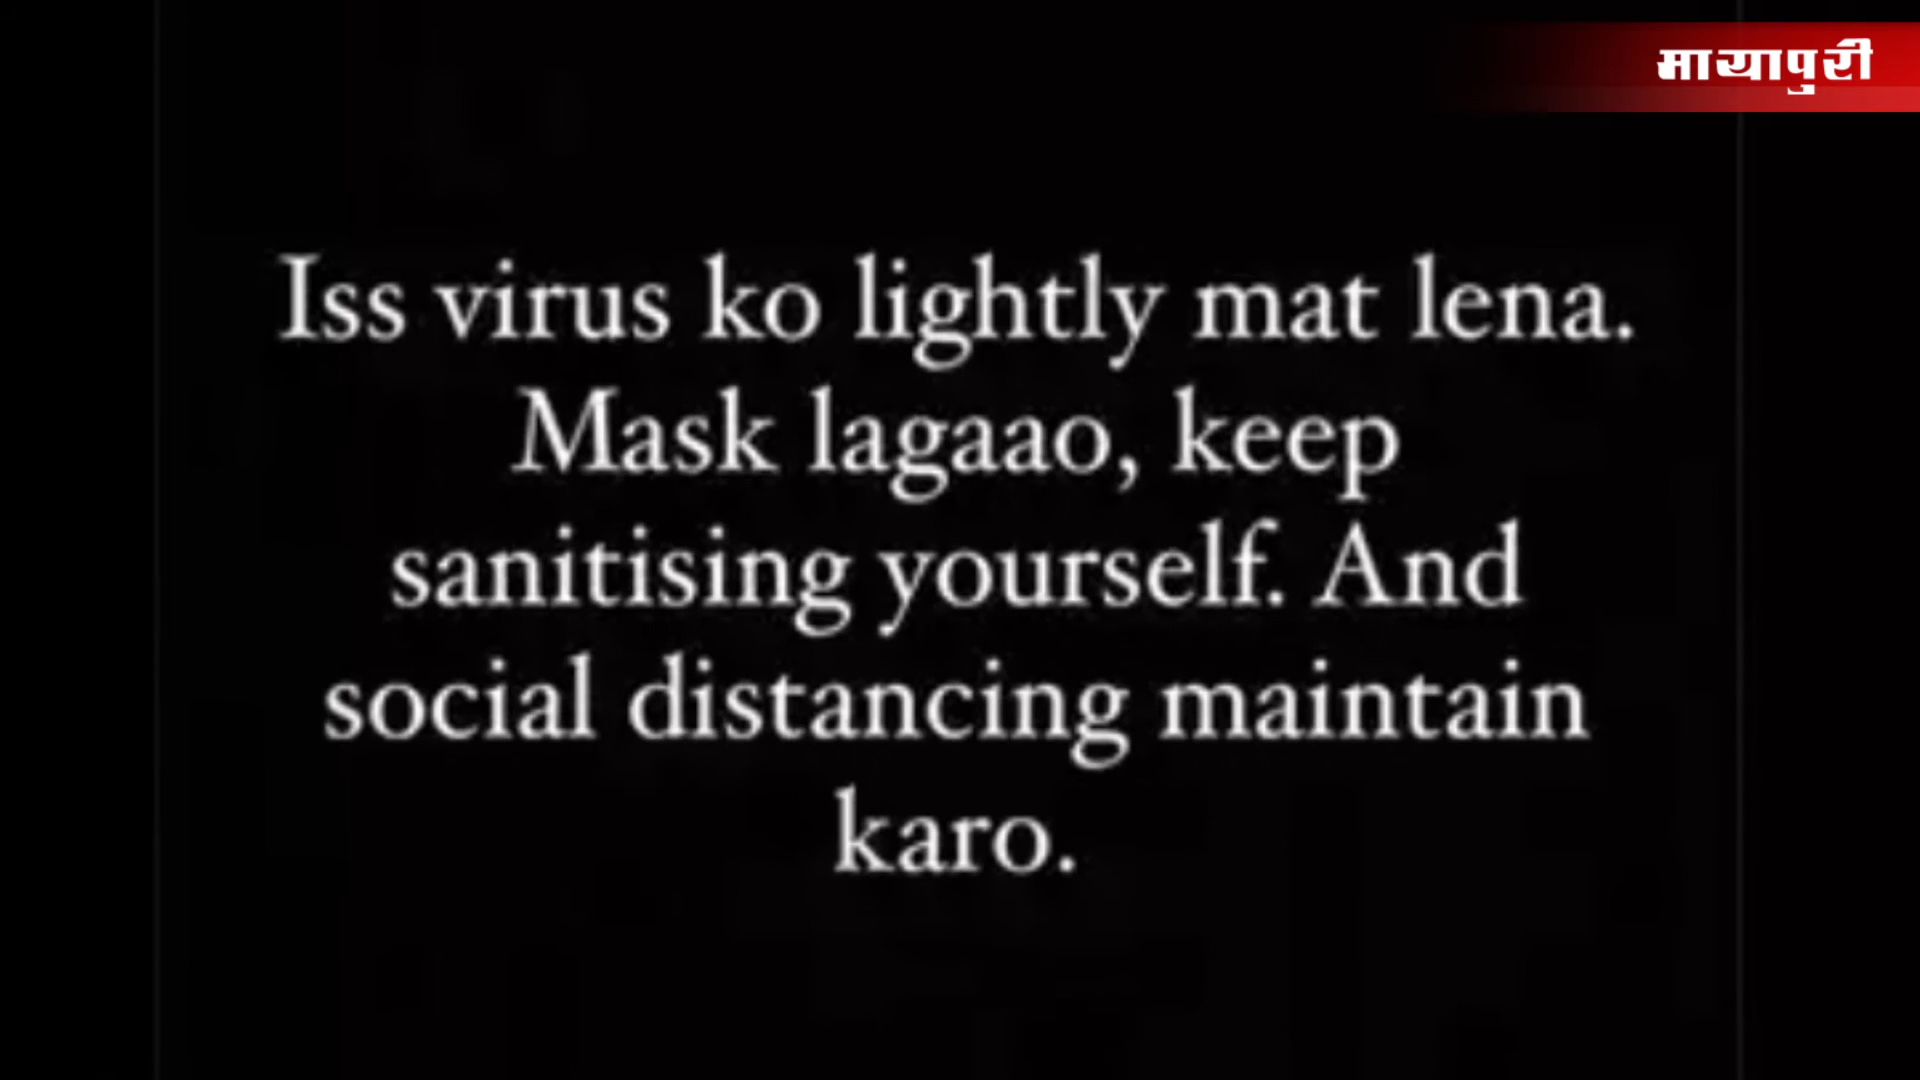 मायापुरी
Iss virus ko lightly mat lena.
Mask lagaao, keep
sanitising yourself. And
social distancing maintain
karo.